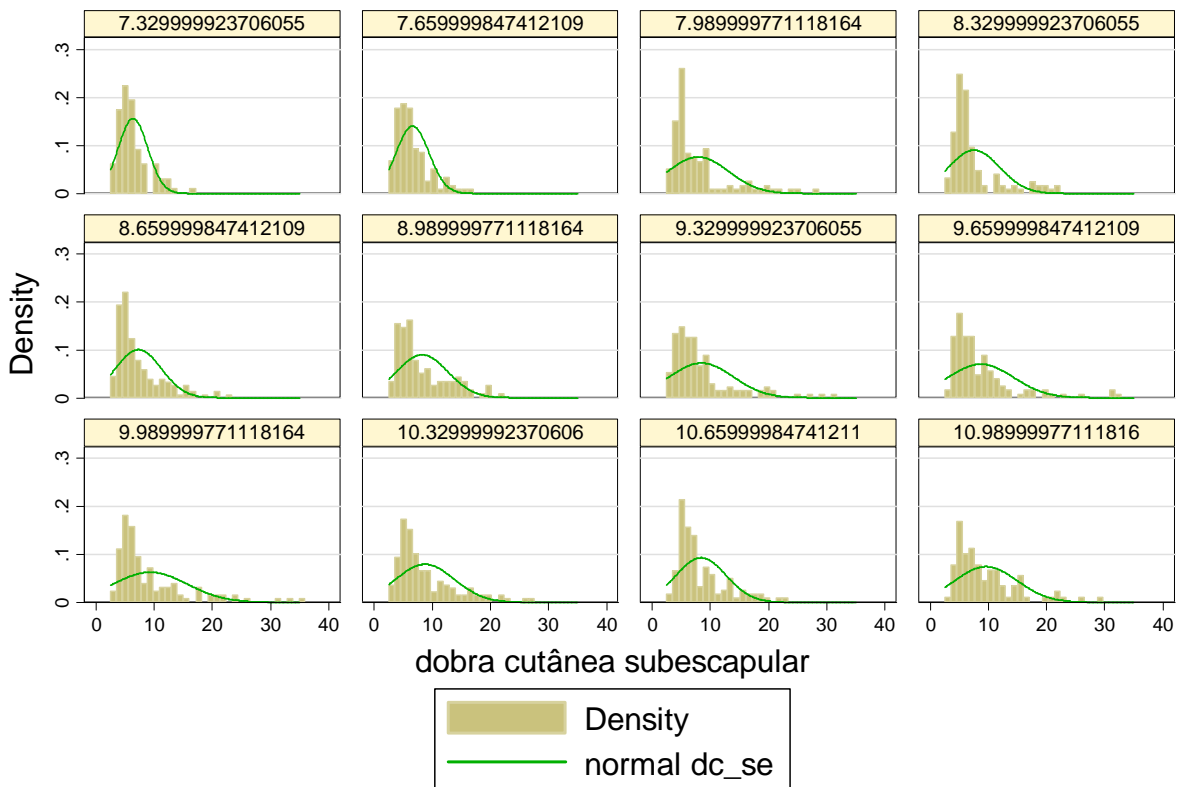 7.329999923706055 7.659999847412109 7.989999771118164 8.329999923706055
0 .1 .2 .3
8.659999847412109 8.989999771118164 9.329999923706055 9.659999847412109
0 .1 .2 .3
9.989999771118164 10.32999992370606 10.65999984741211 10.98999977111816
0 .1 .2 .3
Density
0 10 20 30 40 0 10 20 30 40 0 10 20 30 40 0 10 20 30 40
dobra cutânea subescapular
Density
normal dc_se